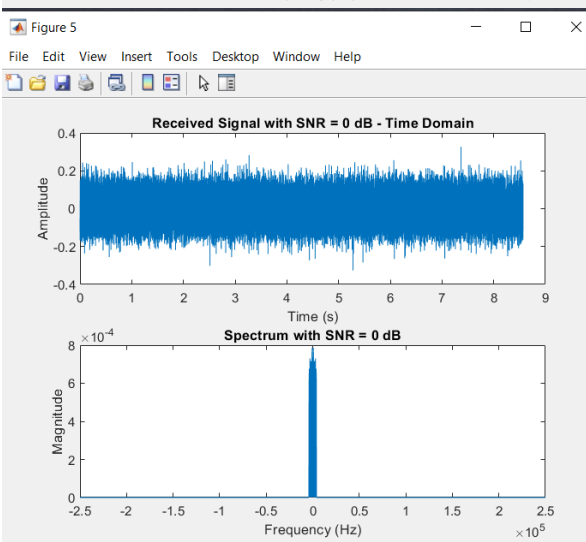 Figure 5
File Edit View Insert Tools Desktop Window Help
Received Signal with SNR = 0 dB - Time Domain
0.4
0.2
0
-0.2
-0.4
Amplitude
0 1 2 3 4 5 6 7 8 9
Time (s)
Spectrum with SNR = 0 dB
×10⁻⁴
8
6
4
2
0
Magnitude
-2.5 -2 -1.5 -1 -0.5 0 0.5 1 1.5 2 2.5
Frequency (Hz)
×10⁵